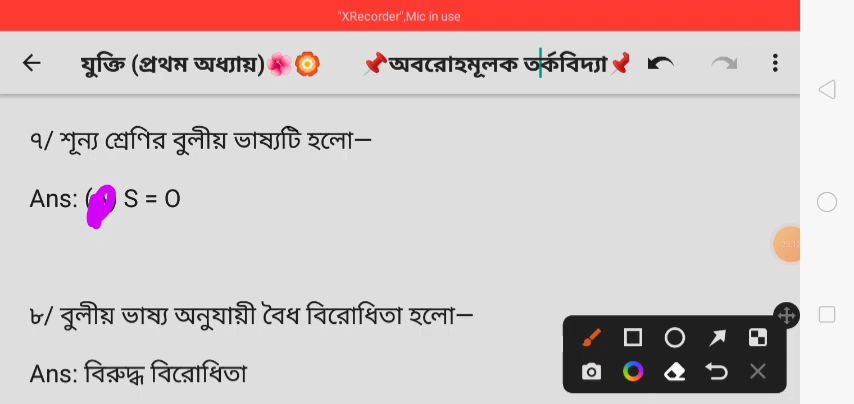 "XRecorder",Mic in use
যুক্তি (প্রথম অধ্যায়)🌺🏵️ 📌অবরোহমূলক তর্কবিদ্যা📌
৭/ শূন্য শ্রেণির বুলীয় ভাষ্যটি হলো—
Ans: ( ) S = 0
৮/ বুলীয় ভাষ্য অনুযায়ী বৈধ বিরোধিতা হলো—
Ans: বিরুদ্ধ বিরোধিতা